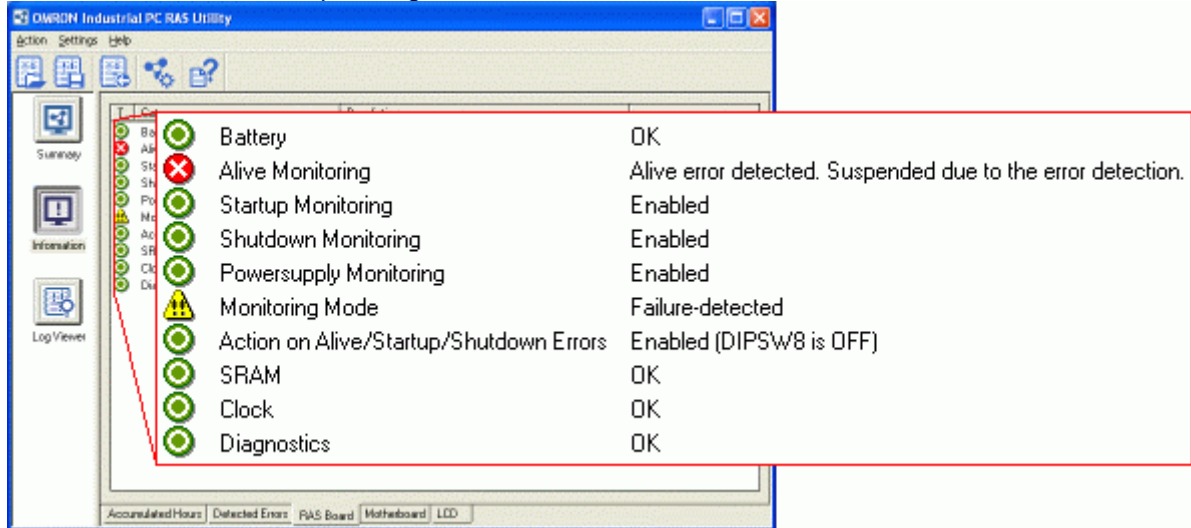 OMRON Industrial PC RAS Utility
Action Settings Help
Summary
Information
Log Viewer
Battery OK
Alive Monitoring Alive error detected. Suspended due to the error detection.
Startup Monitoring Enabled
Shutdown Monitoring Enabled
Powersupply Monitoring Enabled
Monitoring Mode Failure-detected
Action on Alive/Startup/Shutdown Errors Enabled (DIPSW8 is OFF)
SRAM OK
Clock OK
Diagnostics OK
Accumulated Hours Detected Errors RAS Board Motherboard LCD